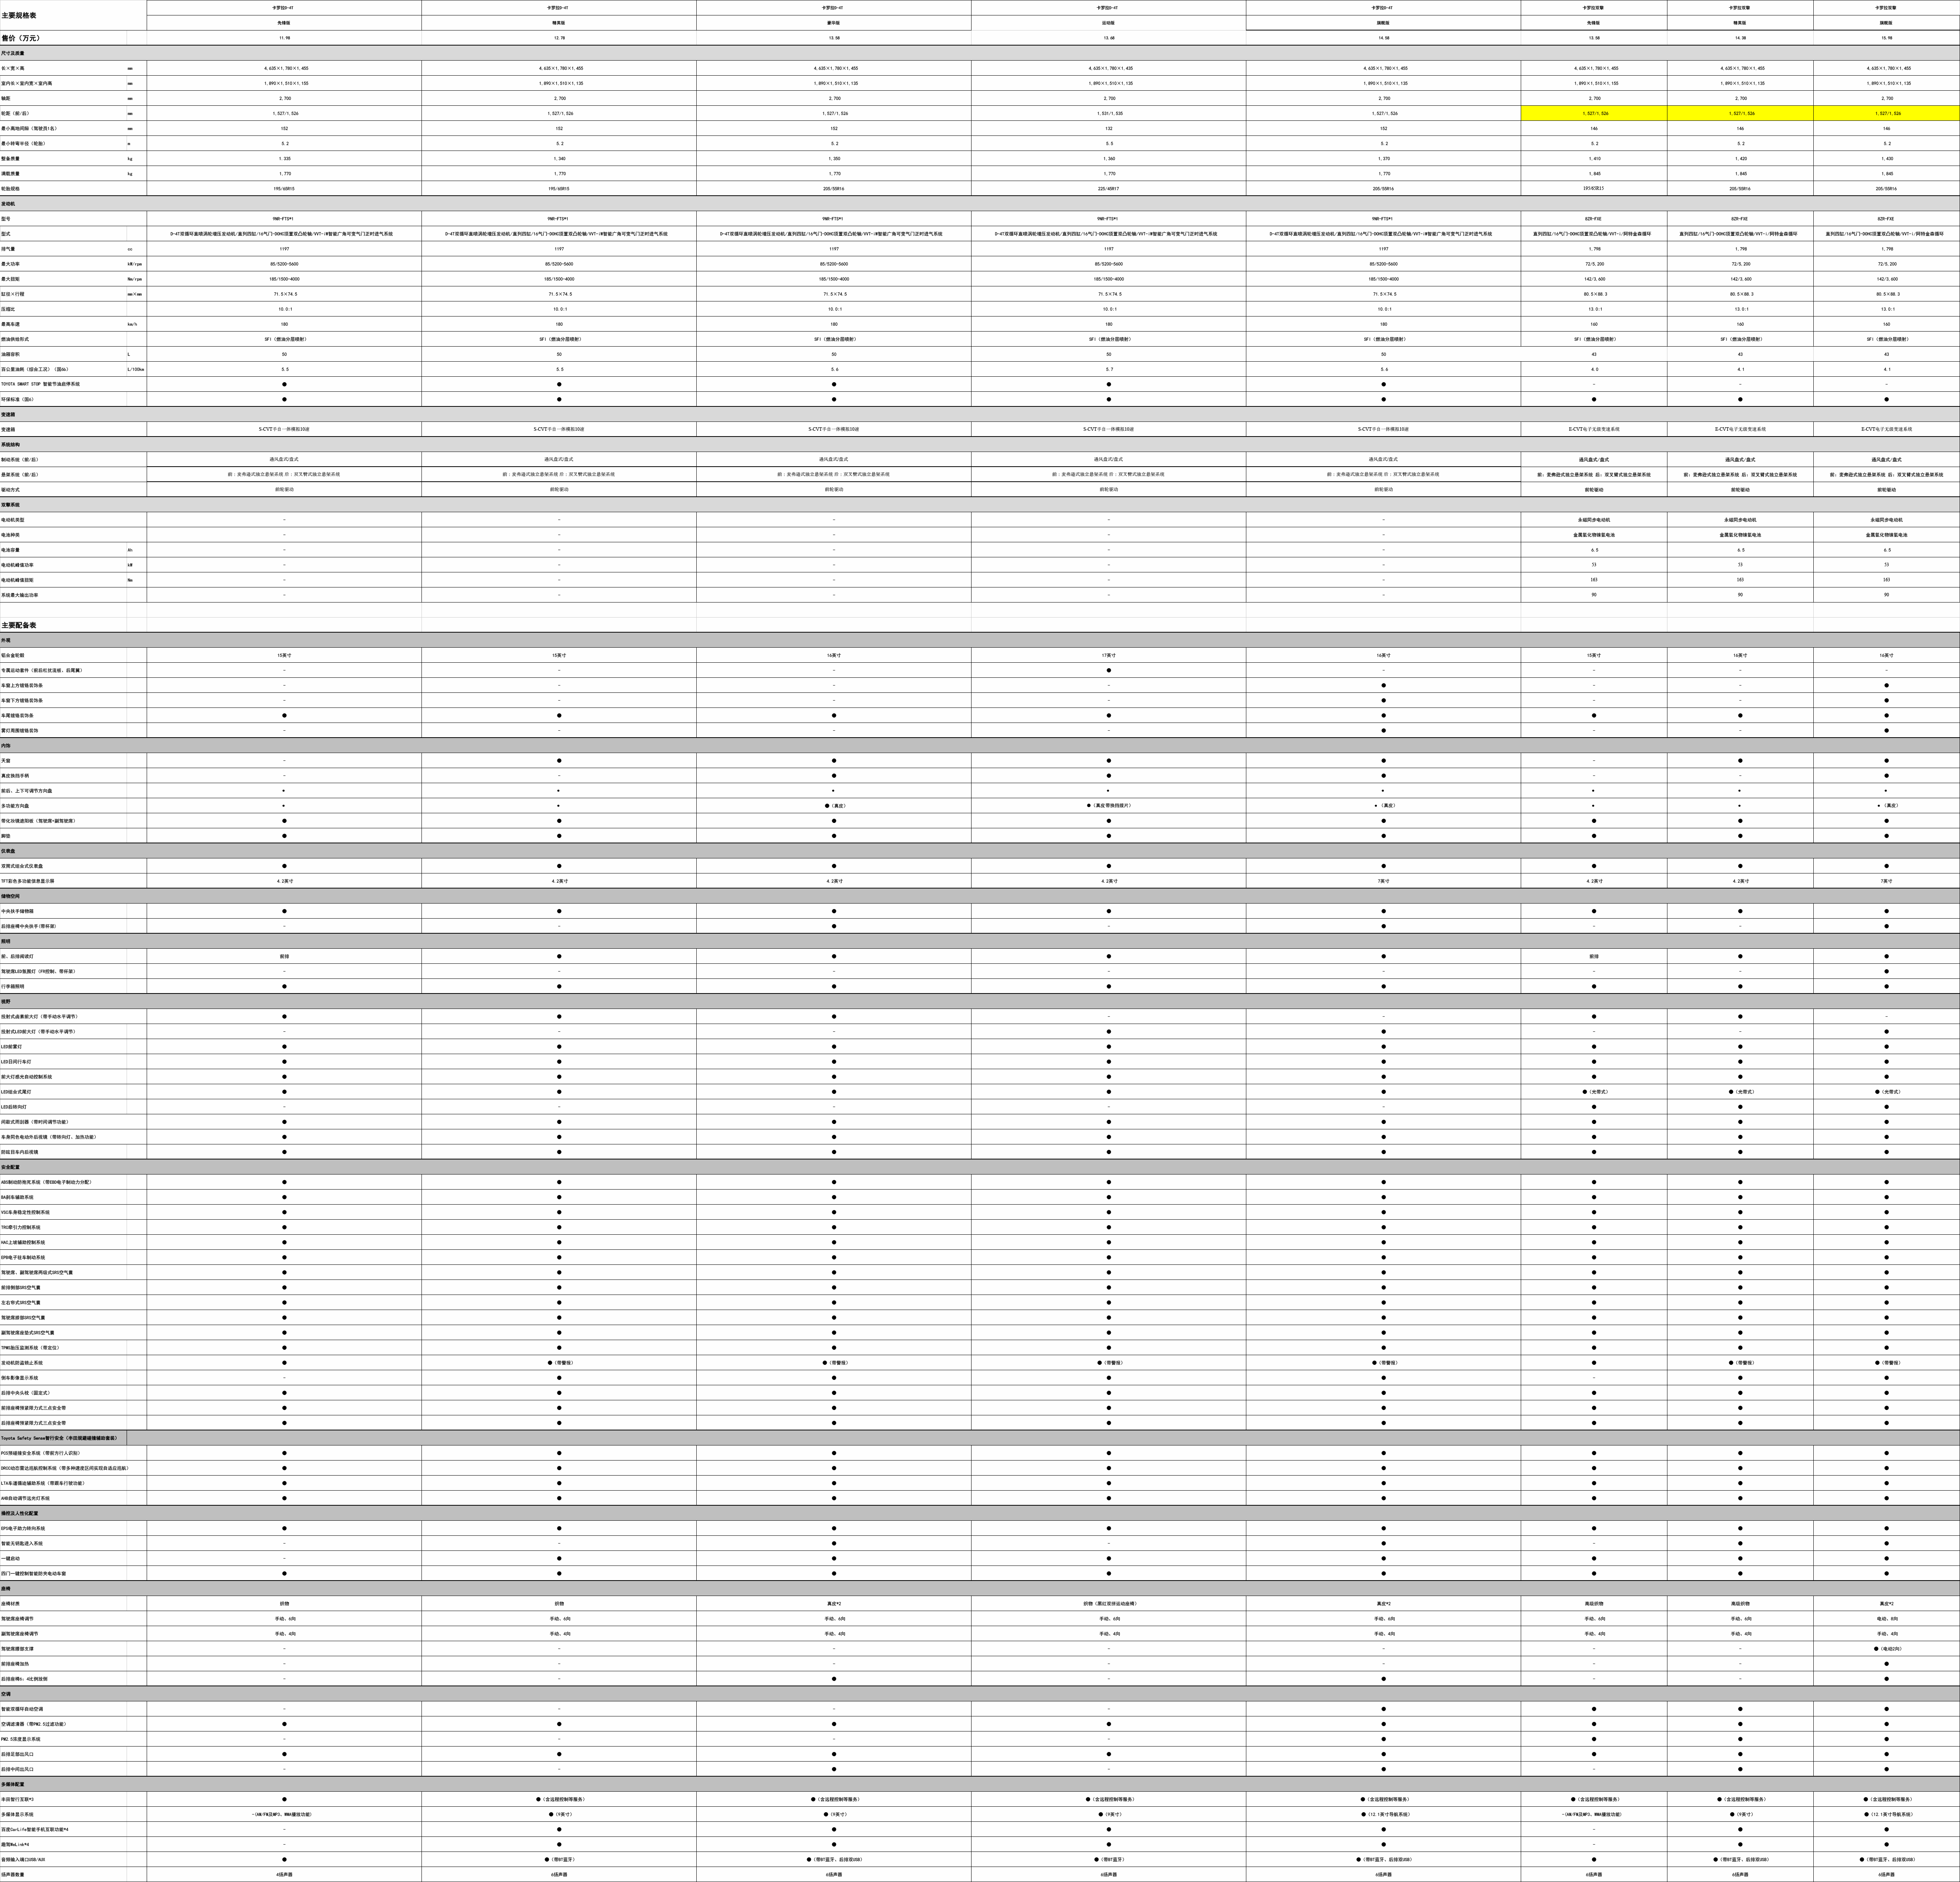 主要规格表 卡罗拉D-4T 卡罗拉D-4T 卡罗拉D-4T 卡罗拉D-4T 卡罗拉D-4T 卡罗拉双擎 卡罗拉双擎 卡罗拉双擎
先锋版 精英版 豪华版 运动版 旗舰版 先锋版 精英版 旗舰版
售价（万元） 11.98 12.78 13.58 13.68 14.58 13.58 14.38 15.98
尺寸及质量
长×宽×高 mm 4,635×1,780×1,455 4,635×1,780×1,455 4,635×1,780×1,455 4,635×1,780×1,435 4,635×1,780×1,455 4,635×1,780×1,455 4,635×1,780×1,455 4,635×1,780×1,455
室内长×室内宽×室内高 mm 1,890×1,510×1,155 1,890×1,510×1,135 1,890×1,510×1,135 1,890×1,510×1,135 1,890×1,510×1,135 1,890×1,510×1,155 1,890×1,510×1,135 1,890×1,510×1,135
轴距 mm 2,700 2,700 2,700 2,700 2,700 2,700 2,700 2,700
轮距（前/后） mm 1,527/1,526 1,527/1,526 1,527/1,526 1,531/1,535 1,527/1,526 1,527/1,526 1,527/1,526 1,527/1,526
最小离地间隙（驾驶员1名） mm 152 152 152 132 152 146 146 146
最小转弯半径（轮胎） m 5.2 5.2 5.2 5.5 5.2 5.2 5.2 5.2
整备质量 kg 1,335 1,340 1,350 1,360 1,370 1,410 1,420 1,430
满载质量 kg 1,770 1,770 1,770 1,770 1,770 1,845 1,845 1,845
轮胎规格 195/65R15 195/65R15 205/55R16 225/45R17 205/55R16 195/65R15 205/55R16 205/55R16
发动机
型号 9NR-FTS*1 9NR-FTS*1 9NR-FTS*1 9NR-FTS*1 9NR-FTS*1 8ZR-FXE 8ZR-FXE 8ZR-FXE
型式 D-4T双循环直喷涡轮增压发动机/直列四缸/16气门-DOHC顶置双凸轮轴/VVT-iW智能广角可变气门正时进气系统 D-4T双循环直喷涡轮增压发动机/直列四缸/16气门-DOHC顶置双凸轮轴/VVT-iW智能广角可变气门正时进气系统 D-4T双循环直喷涡轮增压发动机/直列四缸/16气门-DOHC顶置双凸轮轴/VVT-iW智能广角可变气门正时进气系统 D-4T双循环直喷涡轮增压发动机/直列四缸/16气门-DOHC顶置双凸轮轴/VVT-iW智能广角可变气门正时进气系统 D-4T双循环直喷涡轮增压发动机/直列四缸/16气门-DOHC顶置双凸轮轴/VVT-iW智能广角可变气门正时进气系统 直列四缸/16气门-DOHC顶置双凸轮轴/VVT-i/阿特金森循环 直列四缸/16气门-DOHC顶置双凸轮轴/VVT-i/阿特金森循环 直列四缸/16气门-DOHC顶置双凸轮轴/VVT-i/阿特金森循环
排气量 cc 1197 1197 1197 1197 1197 1,798 1,798 1,798
最大功率 kW/rpm 85/5200-5600 85/5200-5600 85/5200-5600 85/5200-5600 85/5200-5600 72/5,200 72/5,200 72/5,200
最大扭矩 Nm/rpm 185/1500-4000 185/1500-4000 185/1500-4000 185/1500-4000 185/1500-4000 142/3,600 142/3,600 142/3,600
缸径×行程 mm×mm 71.5×74.5 71.5×74.5 71.5×74.5 71.5×74.5 71.5×74.5 80.5×88.3 80.5×88.3 80.5×88.3
压缩比 10.0:1 10.0:1 10.0:1 10.0:1 10.0:1 13.0:1 13.0:1 13.0:1
最高车速 km/h 180 180 180 180 180 160 160 160
燃油供给形式 SFI（燃油分层喷射） SFI（燃油分层喷射） SFI（燃油分层喷射） SFI（燃油分层喷射） SFI（燃油分层喷射） SFI（燃油分层喷射） SFI（燃油分层喷射） SFI（燃油分层喷射）
油箱容积 L 50 50 50 50 50 43 43 43
百公里油耗（综合工况）（国6b） L/100km 5.5 5.5 5.6 5.7 5.6 4.0 4.1 4.1
TOYOTA SMART STOP 智能节油启停系统 ● ● ● ● ● - - -
环保标准（国6） ● ● ● ● ● ● ● ●
变速箱
变速箱 S-CVT手自一体模拟10速 S-CVT手自一体模拟10速 S-CVT手自一体模拟10速 S-CVT手自一体模拟10速 S-CVT手自一体模拟10速 E-CVT电子无级变速系统 E-CVT电子无级变速系统 E-CVT电子无级变速系统
系统结构
制动系统（前/后） 通风盘式/盘式 通风盘式/盘式 通风盘式/盘式 通风盘式/盘式 通风盘式/盘式 通风盘式/盘式 通风盘式/盘式 通风盘式/盘式
悬架系统（前/后） 前：麦弗逊式独立悬架系统 后：双叉臂式独立悬架系统 前：麦弗逊式独立悬架系统 后：双叉臂式独立悬架系统 前：麦弗逊式独立悬架系统 后：双叉臂式独立悬架系统 前：麦弗逊式独立悬架系统 后：双叉臂式独立悬架系统 前：麦弗逊式独立悬架系统 后：双叉臂式独立悬架系统 前：麦弗逊式独立悬架系统 后：双叉臂式独立悬架系统 前：麦弗逊式独立悬架系统 后：双叉臂式独立悬架系统 前：麦弗逊式独立悬架系统 后：双叉臂式独立悬架系统
驱动方式 前轮驱动 前轮驱动 前轮驱动 前轮驱动 前轮驱动 前轮驱动 前轮驱动 前轮驱动
双擎系统
电动机类型 - - - - - 永磁同步电动机 永磁同步电动机 永磁同步电动机
电池种类 - - - - - 金属氢化物镍氢电池 金属氢化物镍氢电池 金属氢化物镍氢电池
电池容量 Ah - - - - - 6.5 6.5 6.5
电动机峰值功率 kW - - - - - 53 53 53
电动机峰值扭矩 Nm - - - - - 163 163 163
系统最大输出功率 - - - - - 90 90 90
主要配备表
外观
铝合金轮毂 15英寸 15英寸 16英寸 17英寸 16英寸 15英寸 16英寸 16英寸
专属运动套件（前后杠扰流板、后尾翼） - - - ● - - - -
车窗上方镀铬装饰条 - - - - ● - - ●
车窗下方镀铬装饰条 - - - - ● - - ●
车尾镀铬装饰条 ● ● ● ● ● ● ● ●
雾灯周围镀铬装饰 - - - - ● - - ●
内饰
天窗 - ● ● ● ● - ● ●
真皮换挡手柄 - - ● ● ● - - ●
前后、上下可调节方向盘 ● ● ● ● ● ● ● ●
多功能方向盘 ● ● ●（真皮） ●（真皮带换挡拨片） ●（真皮） ● ● ●（真皮）
带化妆镜遮阳板（驾驶席+副驾驶席） ● ● ● ● ● ● ● ●
脚垫 ● ● ● ● ● ● ● ●
仪表盘
双筒式组合式仪表盘 ● ● ● ● ● ● ● ●
TFT彩色多功能信息显示屏 4.2英寸 4.2英寸 4.2英寸 4.2英寸 7英寸 4.2英寸 4.2英寸 7英寸
储物空间
中央扶手储物箱 ● ● ● ● ● ● ● ●
后排座椅中央扶手(带杯架) - - ● ● ● - - ●
照明
前、后排阅读灯 前排 ● ● ● ● 前排 ● ●
驾驶席LED氛围灯（FR控制、带杯架） - - - - - - - ●
行李箱照明 ● ● ● ● ● ● ● ●
视野
投射式卤素前大灯（带手动水平调节） ● ● ● - - ● ● -
投射式LED前大灯（带手动水平调节） - - - ● ● - - ●
LED前雾灯 ● ● ● ● ● ● ● ●
LED日间行车灯 ● ● ● ● ● ● ● ●
前大灯感光自动控制系统 ● ● ● ● ● ● ● ●
LED组合式尾灯 ● ● ● ● ● ●（光带式） ●（光带式） ●（光带式）
LED后转向灯 - - - - - ● ● ●
间歇式雨刮器（带时间调节功能） ● ● ● ● ● ● ● ●
车身同色电动外后视镜（带转向灯、加热功能） ● ● ● ● ● ● ● ●
防眩目车内后视镜 ● ● ● ● ● ● ● ●
安全配置
ABS制动防抱死系统（带EBD电子制动力分配） ● ● ● ● ● ● ● ●
BA刹车辅助系统 ● ● ● ● ● ● ● ●
VSC车身稳定性控制系统 ● ● ● ● ● ● ● ●
TRC牵引力控制系统 ● ● ● ● ● ● ● ●
HAC上坡辅助控制系统 ● ● ● ● ● ● ● ●
EPB电子驻车制动系统 ● ● ● ● ● ● ● ●
驾驶席、副驾驶席两级式SRS空气囊 ● ● ● ● ● ● ● ●
前排侧部SRS空气囊 ● ● ● ● ● ● ● ●
左右帘式SRS空气囊 ● ● ● ● ● ● ● ●
驾驶席膝部SRS空气囊 ● ● ● ● ● ● ● ●
副驾驶席座垫式SRS空气囊 ● ● ● ● ● ● ● ●
TPMS胎压监测系统（带定位） ● ● ● ● ● ● ● ●
发动机防盗锁止系统 ● ●（带警报） ●（带警报） ●（带警报） ●（带警报） ● ●（带警报） ●（带警报）
倒车影像显示系统 - ● ● ● ● - ● ●
后排中央头枕（固定式） ● ● ● ● ● ● ● ●
前排座椅预紧限力式三点安全带 ● ● ● ● ● ● ● ●
后排座椅预紧限力式三点安全带 ● ● ● ● ● ● ● ●
Toyota Safety Sense智行安全（丰田规避碰撞辅助套装）
PCS预碰撞安全系统（带前方行人识别） ● ● ● ● ● ● ● ●
DRCC动态雷达巡航控制系统（带多种速度区间实现自适应巡航） ● ● ● ● ● ● ● ●
LTA车道循迹辅助系统（带跟车行驶功能） ● ● ● ● ● ● ● ●
AHB自动调节远光灯系统 ● ● ● ● ● ● ● ●
操控及人性化配置
EPS电子助力转向系统 ● ● ● ● ● ● ● ●
智能无钥匙进入系统 - - ● ● ● - ● ●
一键启动 - ● ● ● ● ● ● ●
四门一键控制智能防夹电动车窗 ● ● ● ● ● ● ● ●
座椅
座椅材质 织物 织物 真皮*2 织物（黑红双拼运动座椅） 真皮*2 高级织物 高级织物 真皮*2
驾驶席座椅调节 手动、6向 手动、6向 手动、6向 手动、6向 手动、6向 手动、6向 手动、6向 电动、8向
副驾驶席座椅调节 手动、4向 手动、4向 手动、4向 手动、4向 手动、4向 手动、4向 手动、4向 手动、4向
驾驶席腰部支撑 - - - - - - - ●（电动2向）
前排座椅加热 - - - - - - - ●
后排座椅6：4比例放倒 - - ● - ● - - ●
空调
智能双循环自动空调 - - - - ● ● ● ●
空调滤清器（带PM2.5过滤功能） ● ● ● ● ● ● ● ●
PM2.5浓度显示系统 - - - - ● ● ● ●
后排足部出风口 ● ● ● ● ● ● ● ●
后排中间出风口 - - ● - ● - ● ●
多媒体配置
丰田智行互联*3 ● ●（含远程控制等服务） ●（含远程控制等服务） ●（含远程控制等服务） ●（含远程控制等服务） ●（含远程控制等服务） ●（含远程控制等服务） ●（含远程控制等服务）
多媒体显示系统 -(AM/FM及MP3、WMA播放功能) ●（9英寸） ●（9英寸） ●（9英寸） ●（12.1英寸导航系统） -(AM/FM及MP3、WMA播放功能) ●（9英寸） ●（12.1英寸导航系统）
百度CarLife智能手机互联功能*4 - ● ● ● ● - ● ●
趣驾WeLink*4 - ● ● ● ● - ● ●
音频输入端口USB/AUX ● ●（带BT蓝牙） ●（带BT蓝牙、后排双USB） ●（带BT蓝牙） ●（带BT蓝牙、后排双USB） ● ●（带BT蓝牙、后排双USB） ●（带BT蓝牙、后排双USB）
扬声器数量 4扬声器 6扬声器 6扬声器 6扬声器 6扬声器 6扬声器 6扬声器 6扬声器